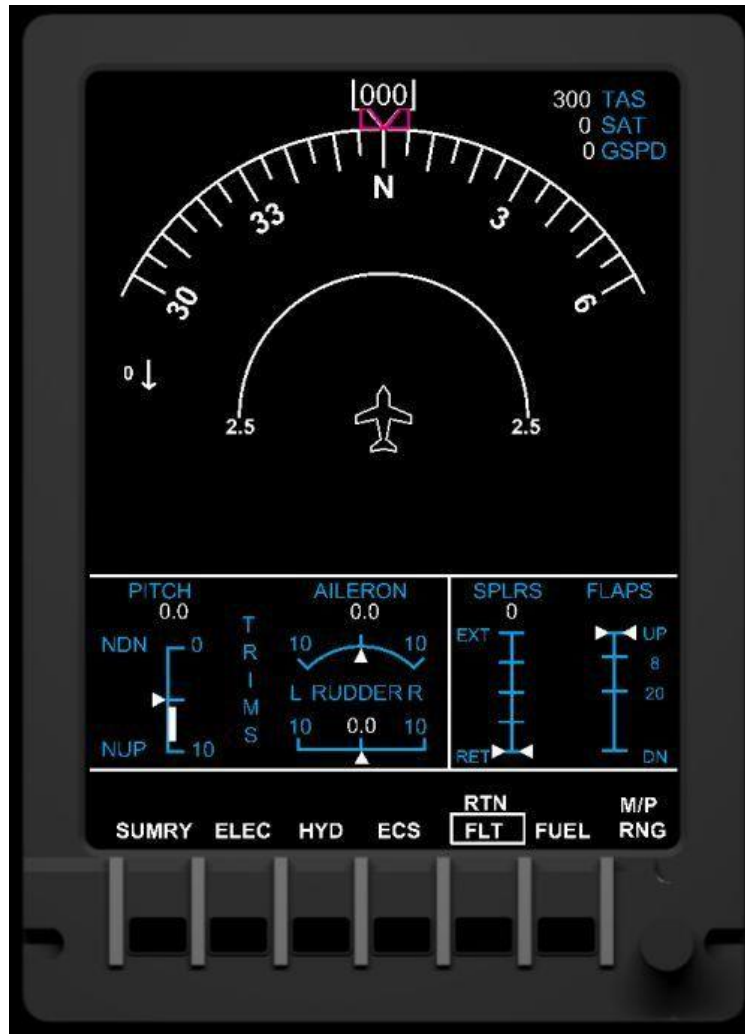 000
300 TAS
0 SAT
0 GSPD
N
33
3
30
6
0
2.5
2.5
PITCH
0.0
NDN
0
NUP
10
TRIMS
AILERON
0.0
10
10
L RUDDER R
10
0.0
10
SPLRS
0
EXT
RET
FLAPS
UP
8
20
DN
RTN
M/P
SUMRY ELEC HYD ECS FLT FUEL RNG